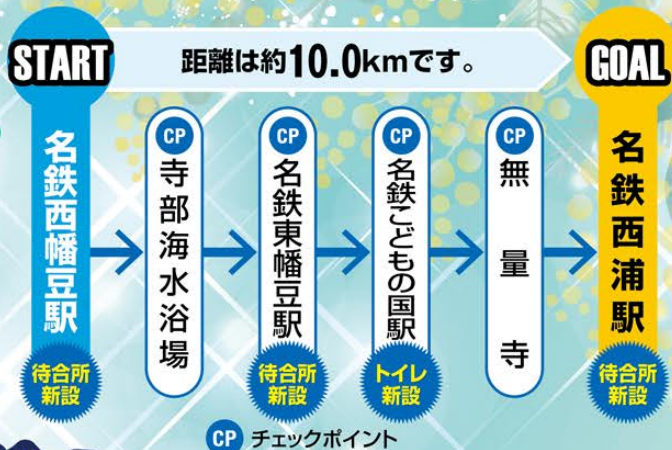 START
距離は約10.0kmです。
GOAL
名鉄西幡豆駅
待合所
新設
CP
寺部海水浴場
CP
名鉄東幡豆駅
待合所
新設
CP
名鉄こどもの国駅
トイレ
新設
CP
無量寺
名鉄西浦駅
待合所
新設
CP チェックポイント